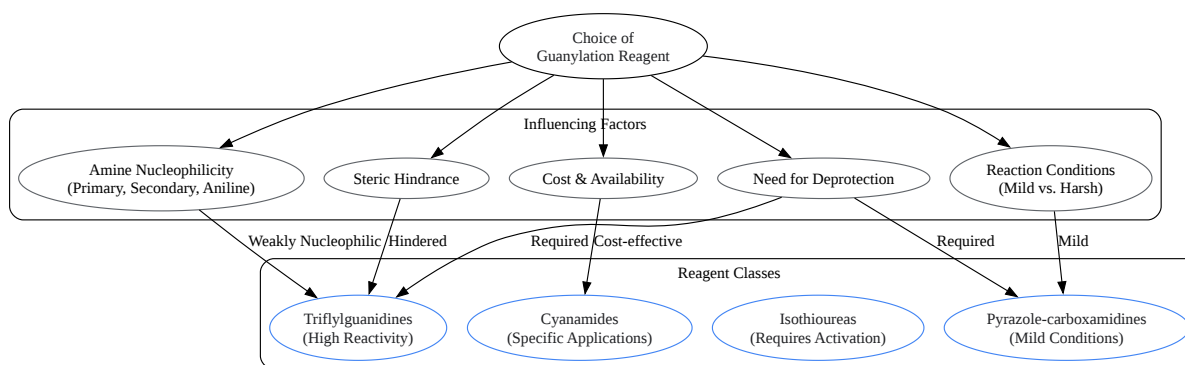 Choice of
Guanylation Reagent
Influencing Factors
Amine Nucleophilicity
(Primary, Secondary, Aniline)
Steric Hindrance
Cost & Availability
Need for Deprotection
Reaction Conditions
(Mild vs. Harsh)
Weakly Nucleophilic
Hindered
Required
Cost-effective
Required
Mild
Reagent Classes
Triflylguanidines
(High Reactivity)
Cyanamides
(Specific Applications)
Isothioureas
(Requires Activation)
Pyrazole-carboxamidines
(Mild Conditions)